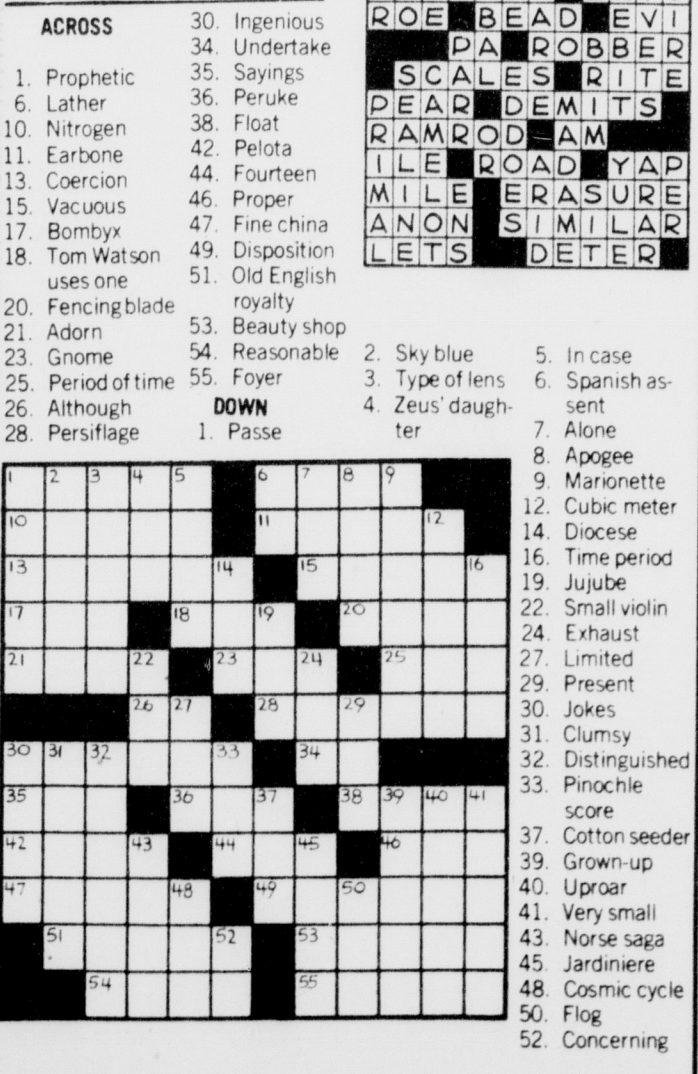 ACROSS
1. Prophetic
6. Lather
10. Nitrogen
11. Earbone
13. Coercion
15. Vacuous
17. Bombyx
18. Tom Watson
uses one
20. Fencing blade
21. Adorn
23. Gnome
25. Period of time
26. Although
28. Persiflage
30. Ingenious
34. Undertake
35. Sayings
36. Peruke
38. Float
42. Pelota
44. Fourteen
46. Proper
47. Fine china
49. Disposition
51. Old English
royalty
53. Beauty shop
54. Reasonable
55. Foyer
DOWN
1. Passe
ROE BEAD EVI
PA ROBBER
SCALES RITE
PEAR DEMITS
RAMROD AM
ILE ROAD YAP
MILE ERASURE
ANON SIMILAR
LETS DETER
2. Sky blue
3. Type of lens
4. Zeus' daugh-
ter
5. In case
6. Spanish as-
sent
7. Alone
8. Apogee
9. Marionette
12. Cubic meter
14. Diocese
16. Time period
19. Jujube
22. Small violin
24. Exhaust
27. Limited
29. Present
30. Jokes
31. Clumsy
32. Distinguished
33. Pinochle
score
37. Cotton seeder
39. Grown-up
40. Uproar
41. Very small
43. Norse saga
45. Jardiniere
48. Cosmic cycle
50. Flog
52. Concerning
1 2 3 4 5 6 7 8 9
10 11 12
13 14 15 16
17 18 19 20
21 22 23 24 25
26 27 28 29
30 31 32 33 34
35 36 37 38 39 40 41
42 43 44 45 46
47 48 49 50
51 52 53
54 55